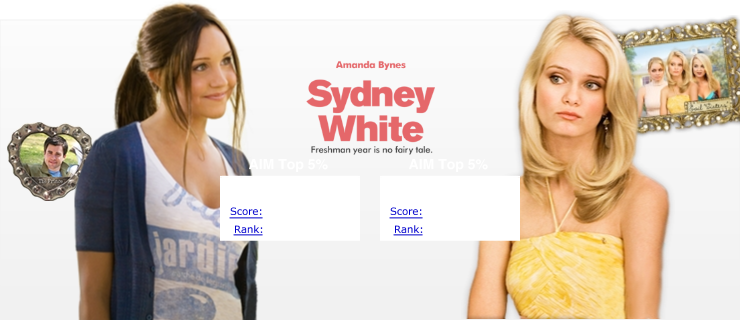 Amanda Bynes
Sydney
White
Freshman year is no fairy tale.
AIM Top 5%
AIM Top 5%
Score:
Score:
Rank:
Rank:
jardin